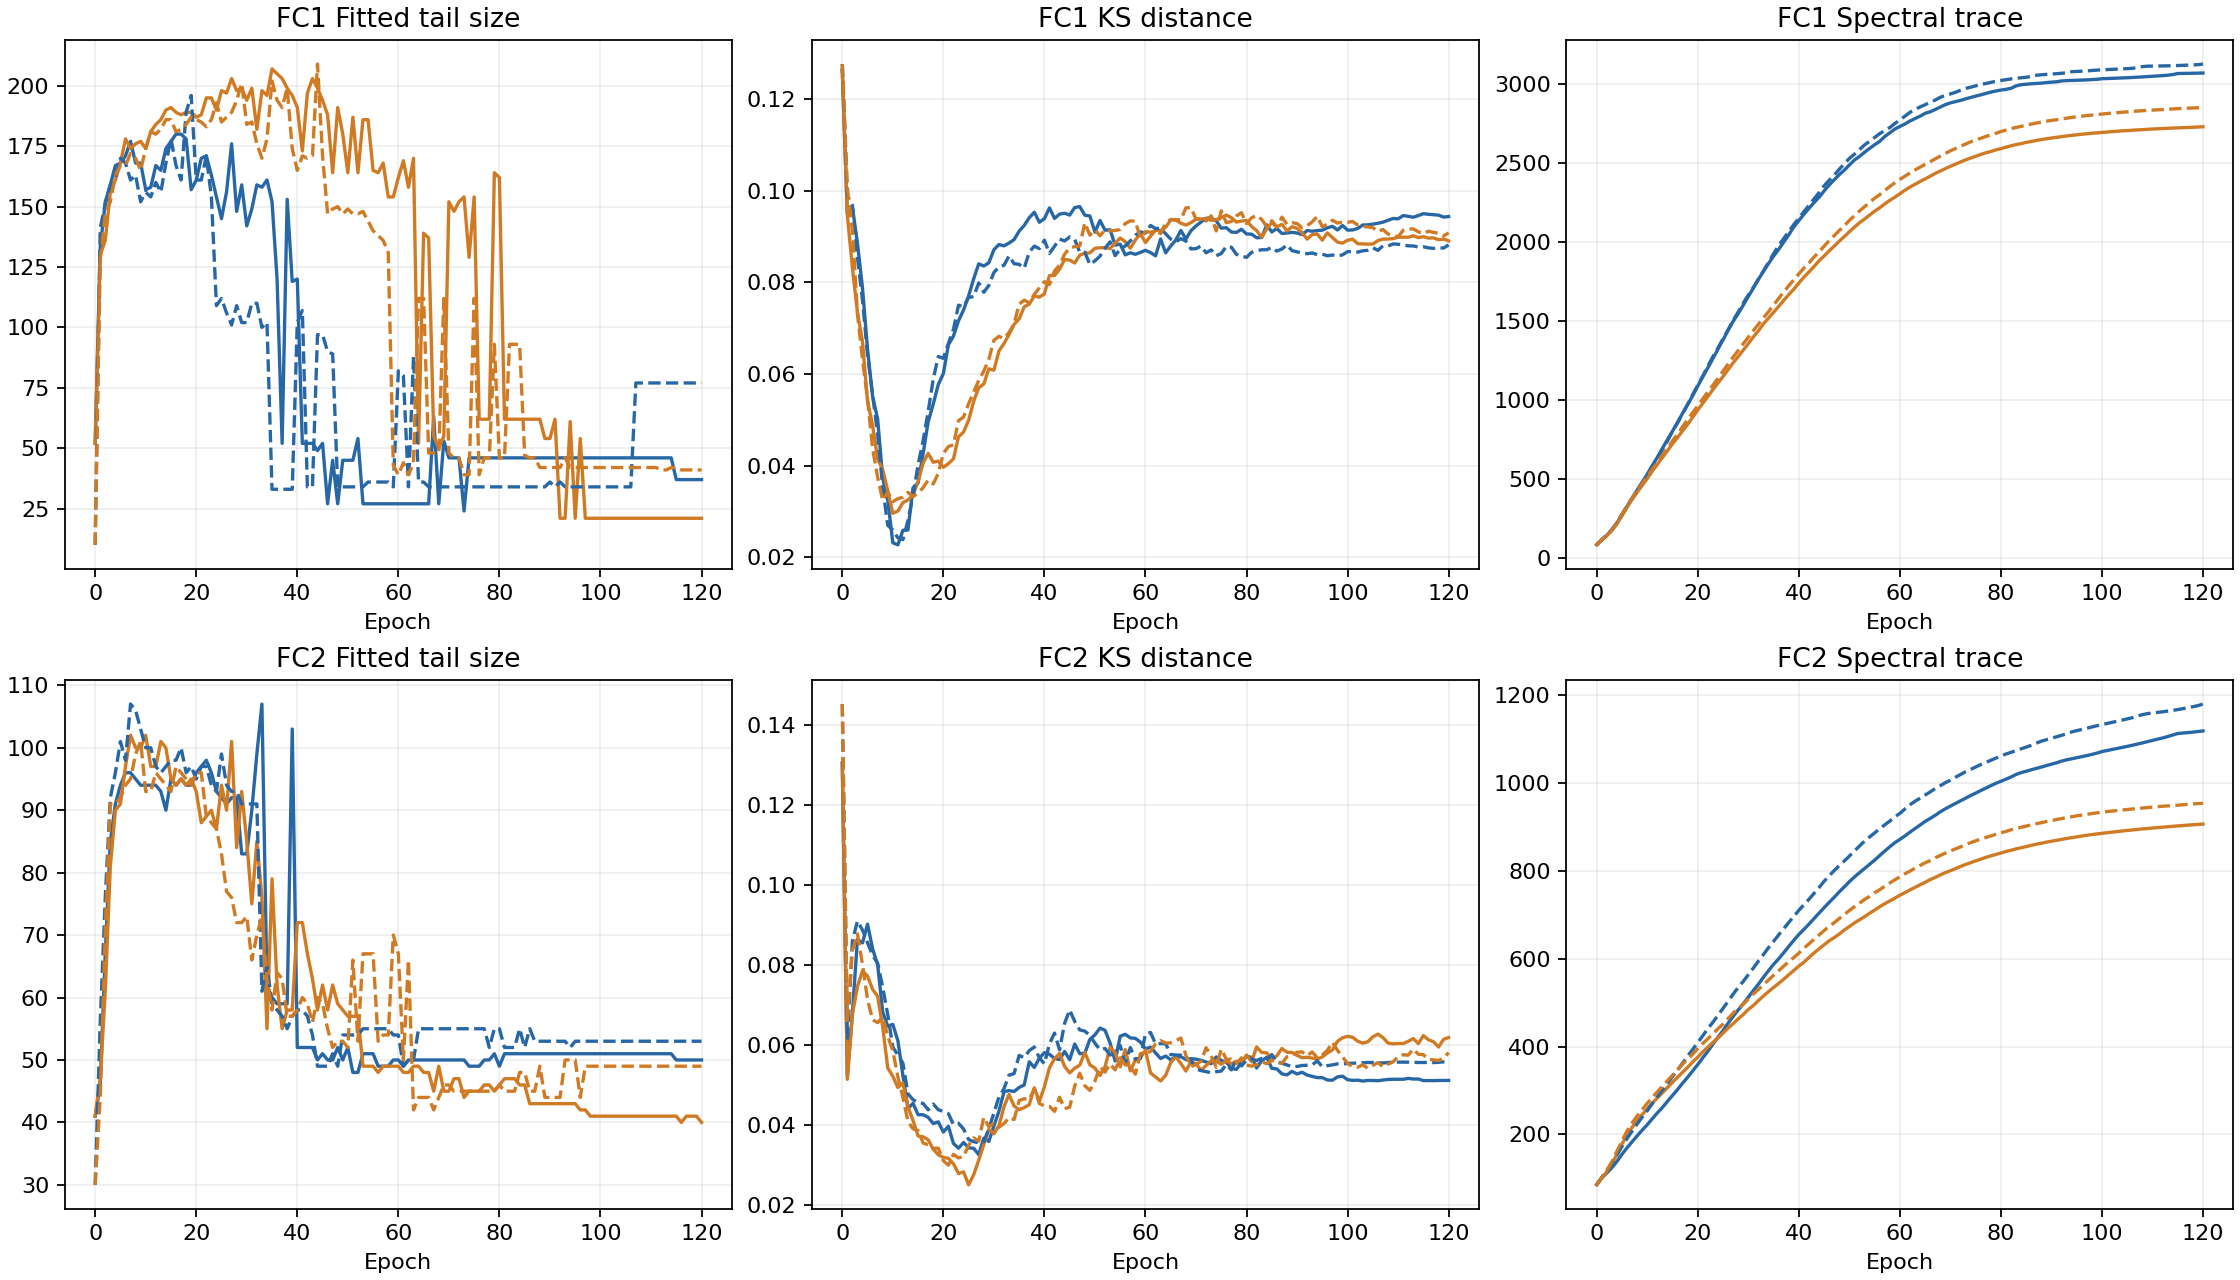 FC1 Fitted tail size
200
175
150
125
100
75
50
25
0 20 40 60 80 100 120
Epoch
FC1 KS distance
0.12
0.10
0.08
0.06
0.04
0.02
0 20 40 60 80 100 120
Epoch
FC1 Spectral trace
3000
2500
2000
1500
1000
500
0
0 20 40 60 80 100 120
Epoch
FC2 Fitted tail size
110
100
90
80
70
60
50
40
30
0 20 40 60 80 100 120
Epoch
FC2 KS distance
0.14
0.12
0.10
0.08
0.06
0.04
0.02
0 20 40 60 80 100 120
Epoch
FC2 Spectral trace
1200
1000
800
600
400
200
0 20 40 60 80 100 120
Epoch